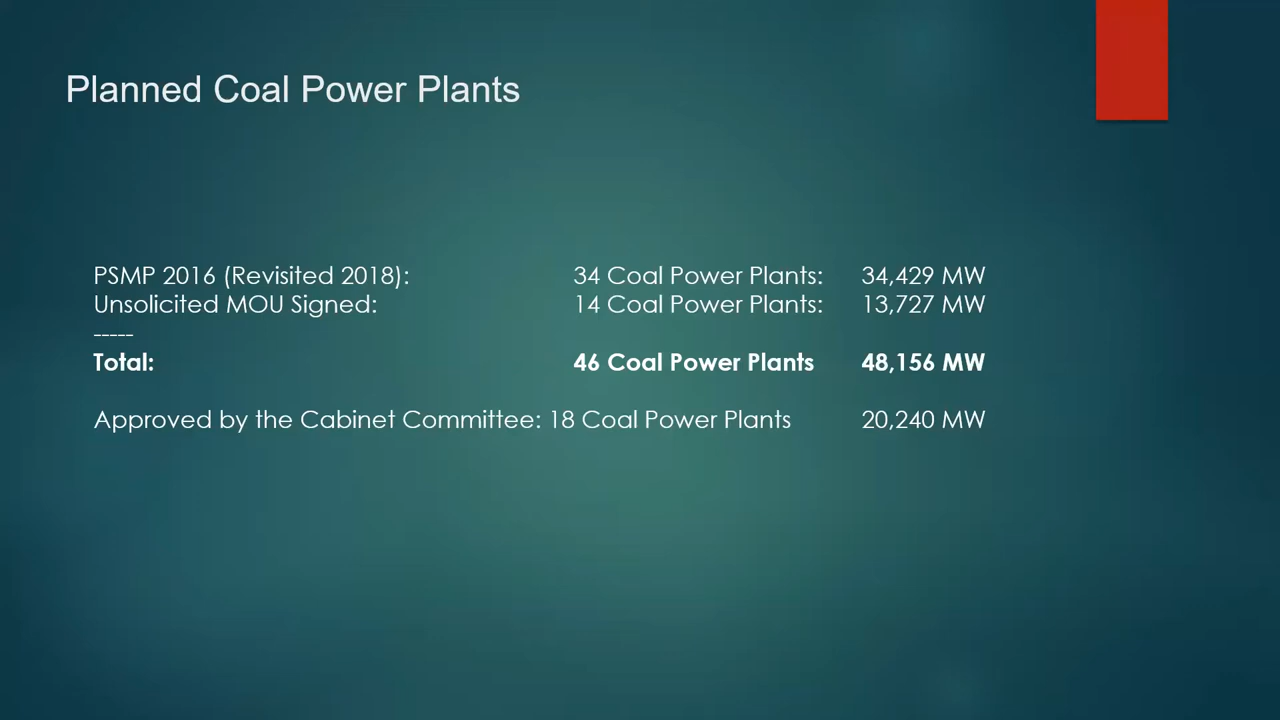 Planned Coal Power Plants
PSMP 2016 (Revisited 2018): 34 Coal Power Plants: 34,429 MW
Unsolicited MOU Signed: 14 Coal Power Plants: 13,727 MW
-----
Total: 46 Coal Power Plants 48,156 MW
Approved by the Cabinet Committee: 18 Coal Power Plants 20,240 MW